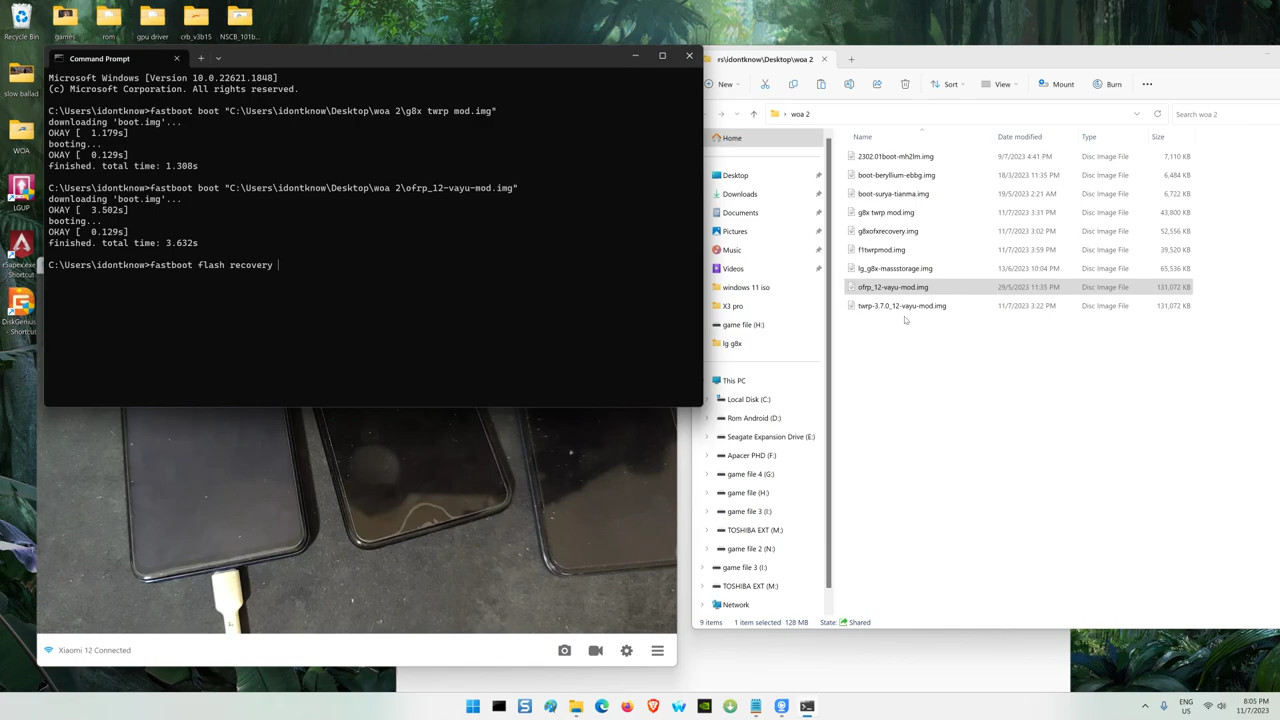 Recycle Bin
games
rom
gpu driver
crb_v3b15
NSCB_101b...
slow ballad
WOA
LGUP
r5apex.exe - Shortcut
DiskGenius - Shortcut
Command Prompt
Microsoft Windows [Version 10.0.22621.1848]
(c) Microsoft Corporation. All rights reserved.
C:\Users\idontknow>fastboot boot "C:\Users\idontknow\Desktop\woa 2\g8x twrp mod.img"
downloading 'boot.img'...
OKAY [  1.179s]
booting...
OKAY [  0.129s]
finished. total time: 1.308s
C:\Users\idontknow>fastboot boot "C:\Users\idontknow\Desktop\woa 2\ofrp_12-vayu-mod.img"
downloading 'boot.img'...
OKAY [  3.502s]
booting...
OKAY [  0.129s]
finished. total time: 3.632s
C:\Users\idontknow>fastboot flash recovery
Xiaomi 12 Connected
rs\idontknow\Desktop\woa 2
New
Sort
View
Mount
Burn
woa 2
Search woa 2
Home
Desktop
Downloads
Documents
Pictures
Music
Videos
windows 11 iso
X3 pro
game file (H:)
lg g8x
This PC
Local Disk (C:)
Rom Android (D:)
Seagate Expansion Drive (E:)
Apacer PHD (F:)
game file 4 (G:)
game file (H:)
game file 3 (I:)
TOSHIBA EXT (M:)
game file 2 (N:)
game file 3 (I:)
TOSHIBA EXT (M:)
Network
Name Date modified Type Size
2302.01boot-mh2lm.img 9/7/2023 4:41 PM Disc Image File 7,110 KB
boot-beryllium-ebbg.img 18/3/2023 11:35 PM Disc Image File 6,484 KB
boot-surya-tianma.img 19/5/2023 2:21 AM Disc Image File 6,722 KB
g8x twrp mod.img 11/7/2023 3:31 PM Disc Image File 43,800 KB
g8xofxrecovery.img 11/7/2023 3:02 PM Disc Image File 52,556 KB
f1twrpmod.img 11/7/2023 3:59 PM Disc Image File 39,520 KB
lg_g8x-massstorage.img 13/6/2023 10:04 PM Disc Image File 65,536 KB
ofrp_12-vayu-mod.img 29/5/2023 11:35 PM Disc Image File 131,072 KB
twrp-3.7.0_12-vayu-mod.img 11/7/2023 3:22 PM Disc Image File 131,072 KB
9 items 1 item selected 128 MB State: Shared
ENG
US
8:05 PM
11/7/2023